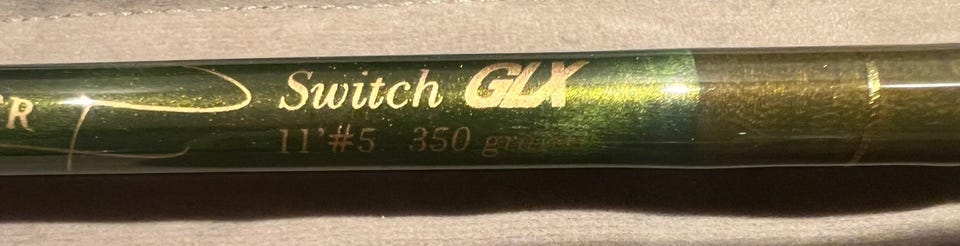 R Switch GLX
11' #5 350 grains